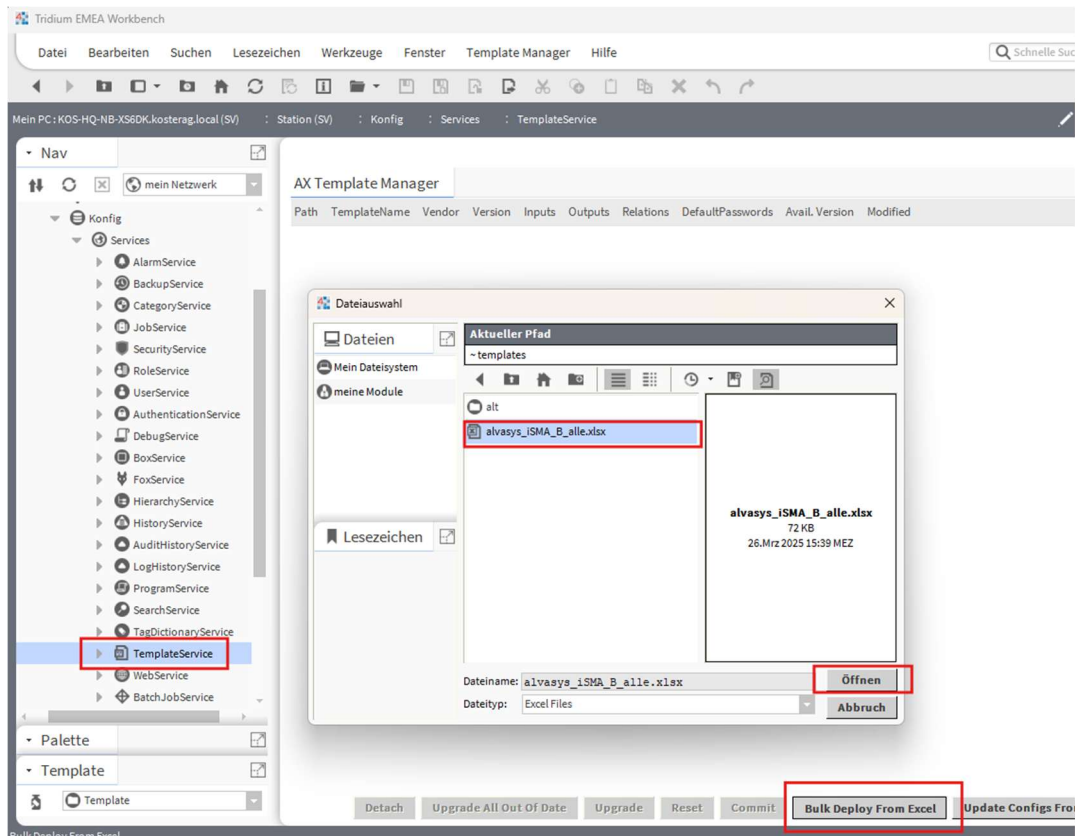 Tridium EMEA Workbench
Datei Bearbeiten Suchen Lesezeichen Werkzeuge Fenster Template Manager Hilfe
Schnelle Suc
Mein PC : KOS-HQ-NB-XS6DK.kosterag.local (SV) : Station (SV) : Konfig : Services : TemplateService
Nav
mein Netzwerk
AX Template Manager
Path TemplateName Vendor Version Inputs Outputs Relations DefaultPasswords Avail. Version Modified
Konfig
Services
AlarmService
BackupService
CategoryService
JobService
SecurityService
RoleService
UserService
AuthenticationService
DebugService
BoxService
FoxService
HierarchyService
HistoryService
AuditHistoryService
LogHistoryService
ProgramService
SearchService
TagDictionaryService
TemplateService
WebService
BatchJobService
Dateiauswahl
Dateien
Mein Dateisystem
meine Module
Lesezeichen
Aktueller Pfad
~templates
alt
alvasys_iSMA_B_alle.xlsx
alvasys_iSMA_B_alle.xlsx
72 KB
26.Mrz 2025 15:39 MEZ
Dateiname: alvasys_iSMA_B_alle.xlsx Öffnen
Dateityp: Excel Files Abbruch
Palette
Template
Template
Detach Upgrade All Out Of Date Upgrade Reset Commit Bulk Deploy From Excel Update Configs Fro
Bulk Deploy From Excel